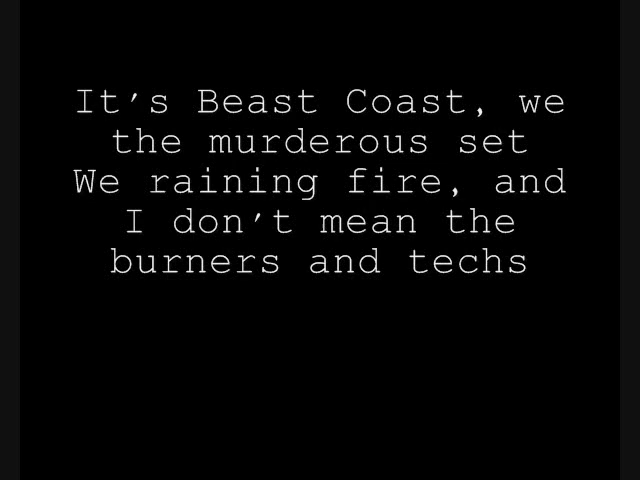 It's Beast Coast, we
the murderous set
We raining fire, and
I don't mean the
burners and techs